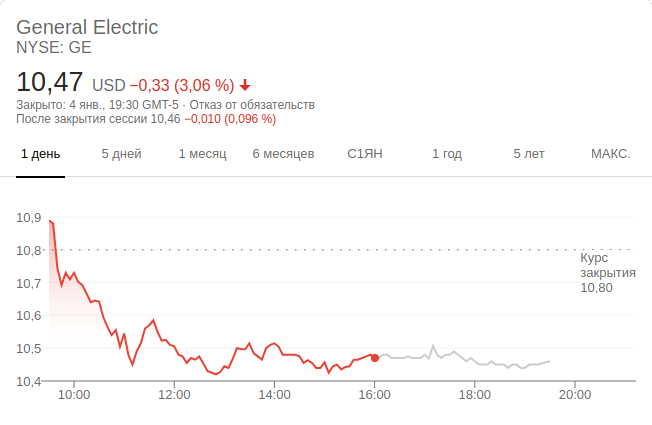 General Electric
NYSE: GE
10,47 USD −0,33 (3,06 %)
Закрыто: 4 янв., 19:30 GMT-5 · Отказ от обязательств
После закрытия сессии 10,46 −0,010 (0,096 %)
1 день 5 дней 1 месяц 6 месяцев С1ЯН 1 год 5 лет МАКС.
10,9
10,8
Курс
закрытия
10,80
10,7
10,6
10,5
10,4
10:00 12:00 14:00 16:00 18:00 20:00